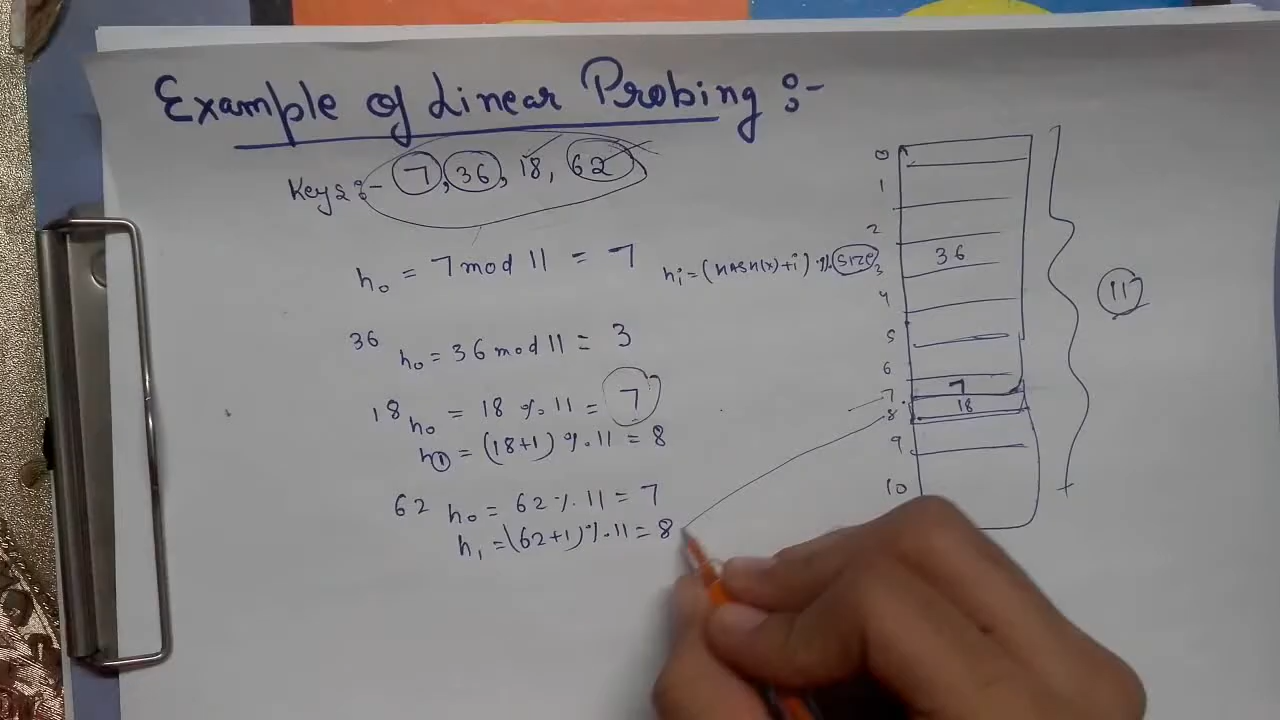 Example of Linear Probing :-
Keys :- 7, 36, 18, 62
h0 = 7 mod 11 = 7
hi = (HASH(X)+i) % SIZE
36 h0 = 36 mod 11 = 3
18 h0 = 18 % 11 = 7
h1 = (18+1) % 11 = 8
62 h0 = 62 % 11 = 7
h1 = (62+1) % 11 = 8
0
1
2
3 36
4
5
6
7 7
8 18
9
10
11